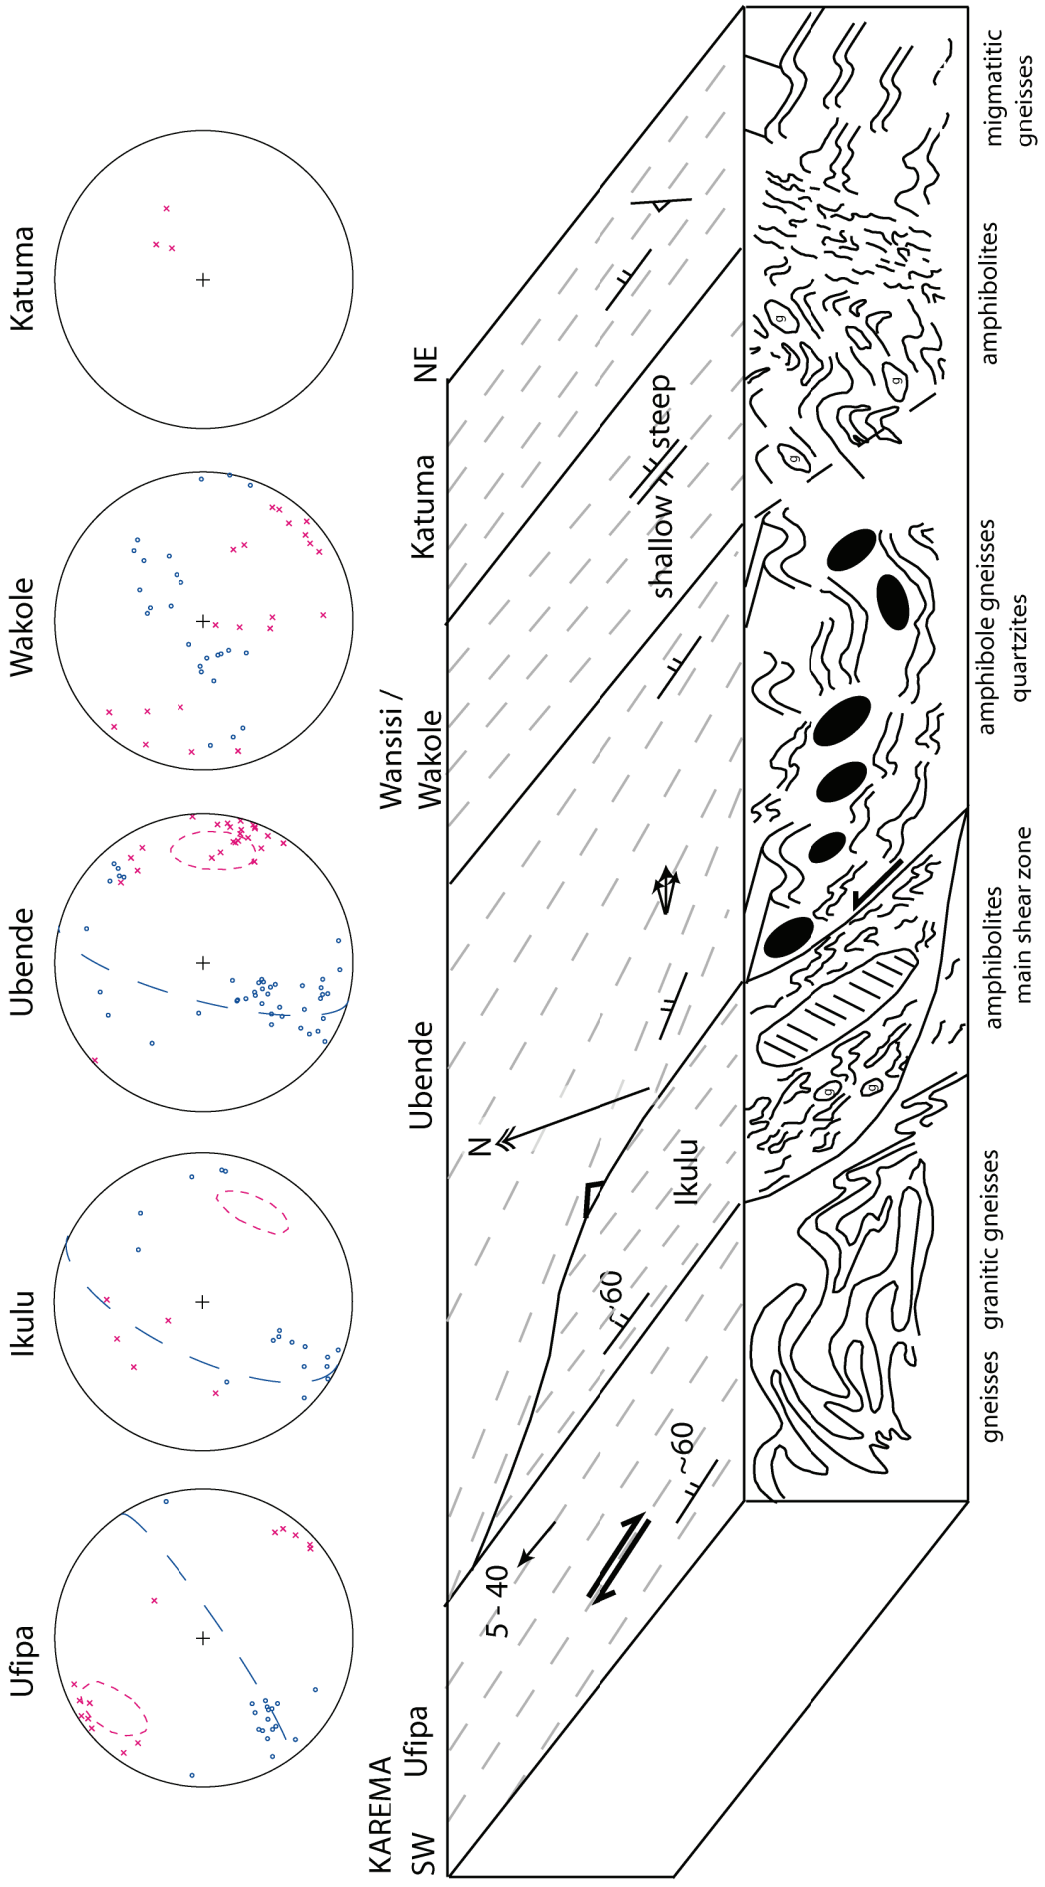 Ufipa
Ikulu
Ubende
Wakole
Katuma
KAREMA
SW
Ufipa
Ubende
Wansisi /
Wakole
Katuma
NE
N
5 - 40
~60
~60
Ikulu
shallow
steep
g
g
g
g
g
gneisses
granitic gneisses
amphibolites
main shear zone
amphibole gneisses
quartzites
amphibolites
migmatitic
gneisses